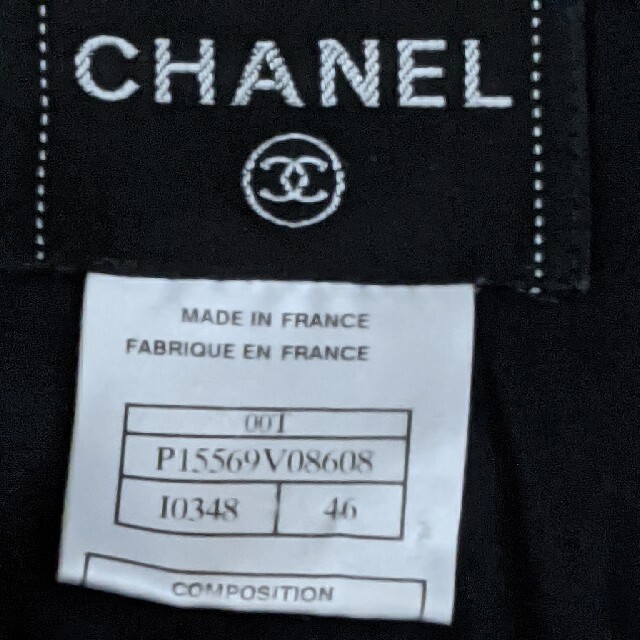 CHANEL
MADE IN FRANCE
FABRIQUE EN FRANCE
001
P15569V08608
I0348 46
COMPOSITION